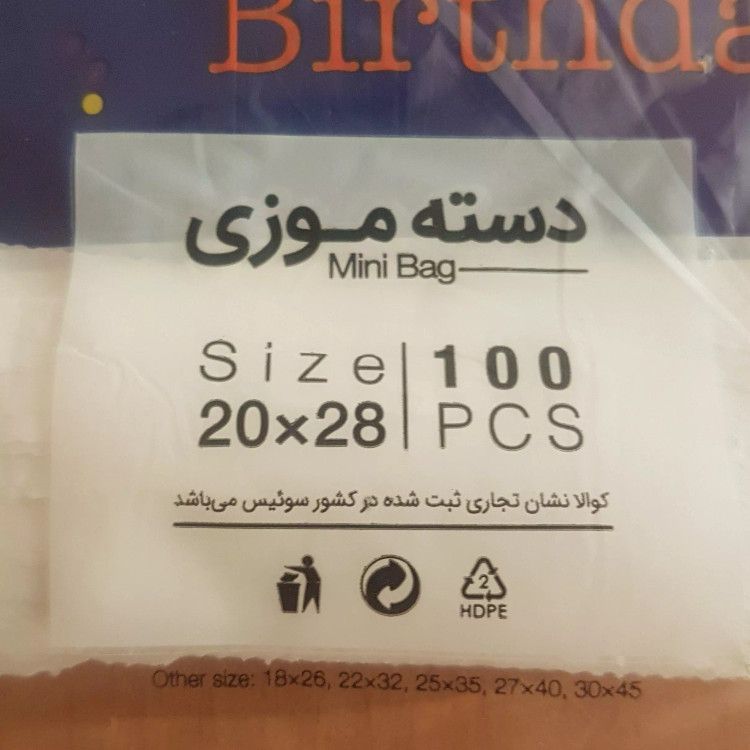 Birthda
دسته موزی
Mini Bag
Size
20×28
100
PCS
کوالا نشان تجاری ثبت شده در کشور سوئیس می‌باشد
2
HDPE
Other size: 18×26, 22×32, 25×35, 27×40, 30×45